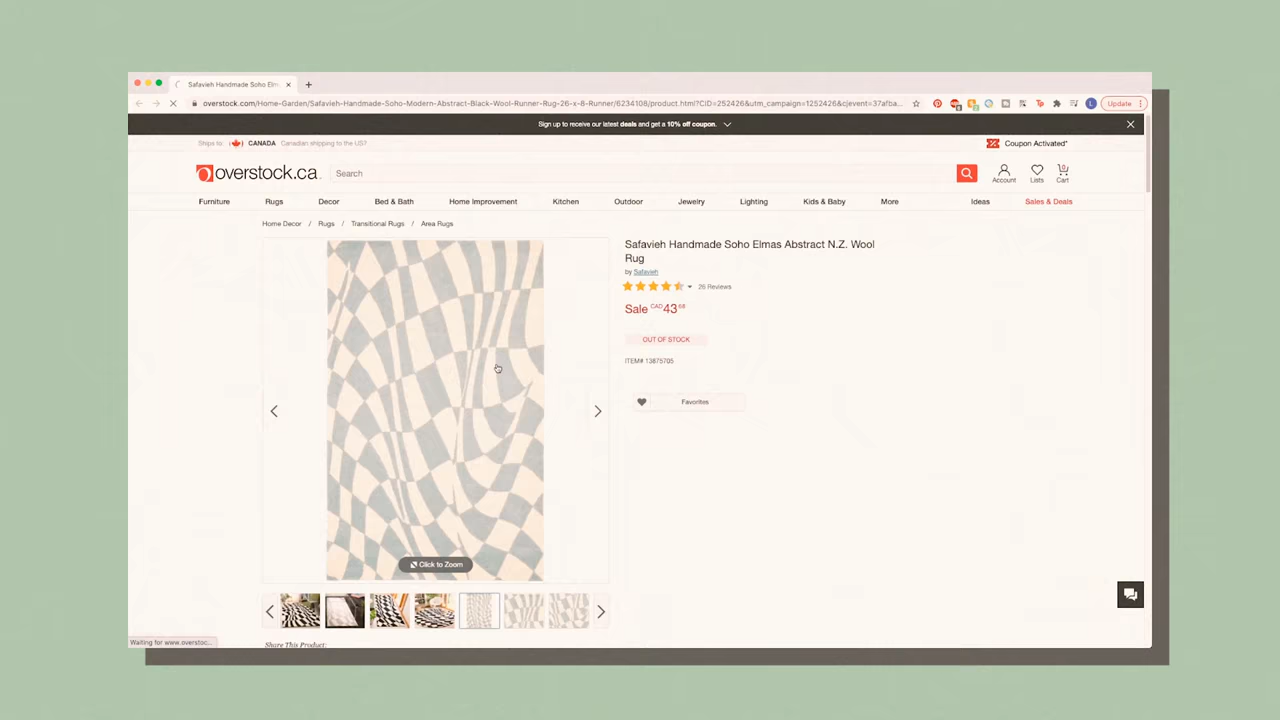 Safavieh Handmade Soho Elm
overstock.com/Home-Garden/Safavieh-Handmade-Soho-Modern-Abstract-Black-Wool-Runner-Rug-26-x-8-Runner/6234108/product.html?CID=252426&utm_campaign=1252426&cjevent=37afba...
Update
Sign up to receive our latest deals and get a 10% off coupon.
Ships to: CANADA Canadian shipping to the US?
Coupon Activated*
overstock.ca
Search
Account
Lists
0
Cart
Furniture Rugs Decor Bed & Bath Home Improvement Kitchen Outdoor Jewelry Lighting Kids & Baby More Ideas Sales & Deals
Home Decor / Rugs / Transitional Rugs / Area Rugs
Safavieh Handmade Soho Elmas Abstract N.Z. Wool
Rug
by Safavieh
26 Reviews
Sale CAD 43 68
OUT OF STOCK
ITEM# 13875705
Favorites
Click to Zoom
Share This Product:
Waiting for www.overstoc...